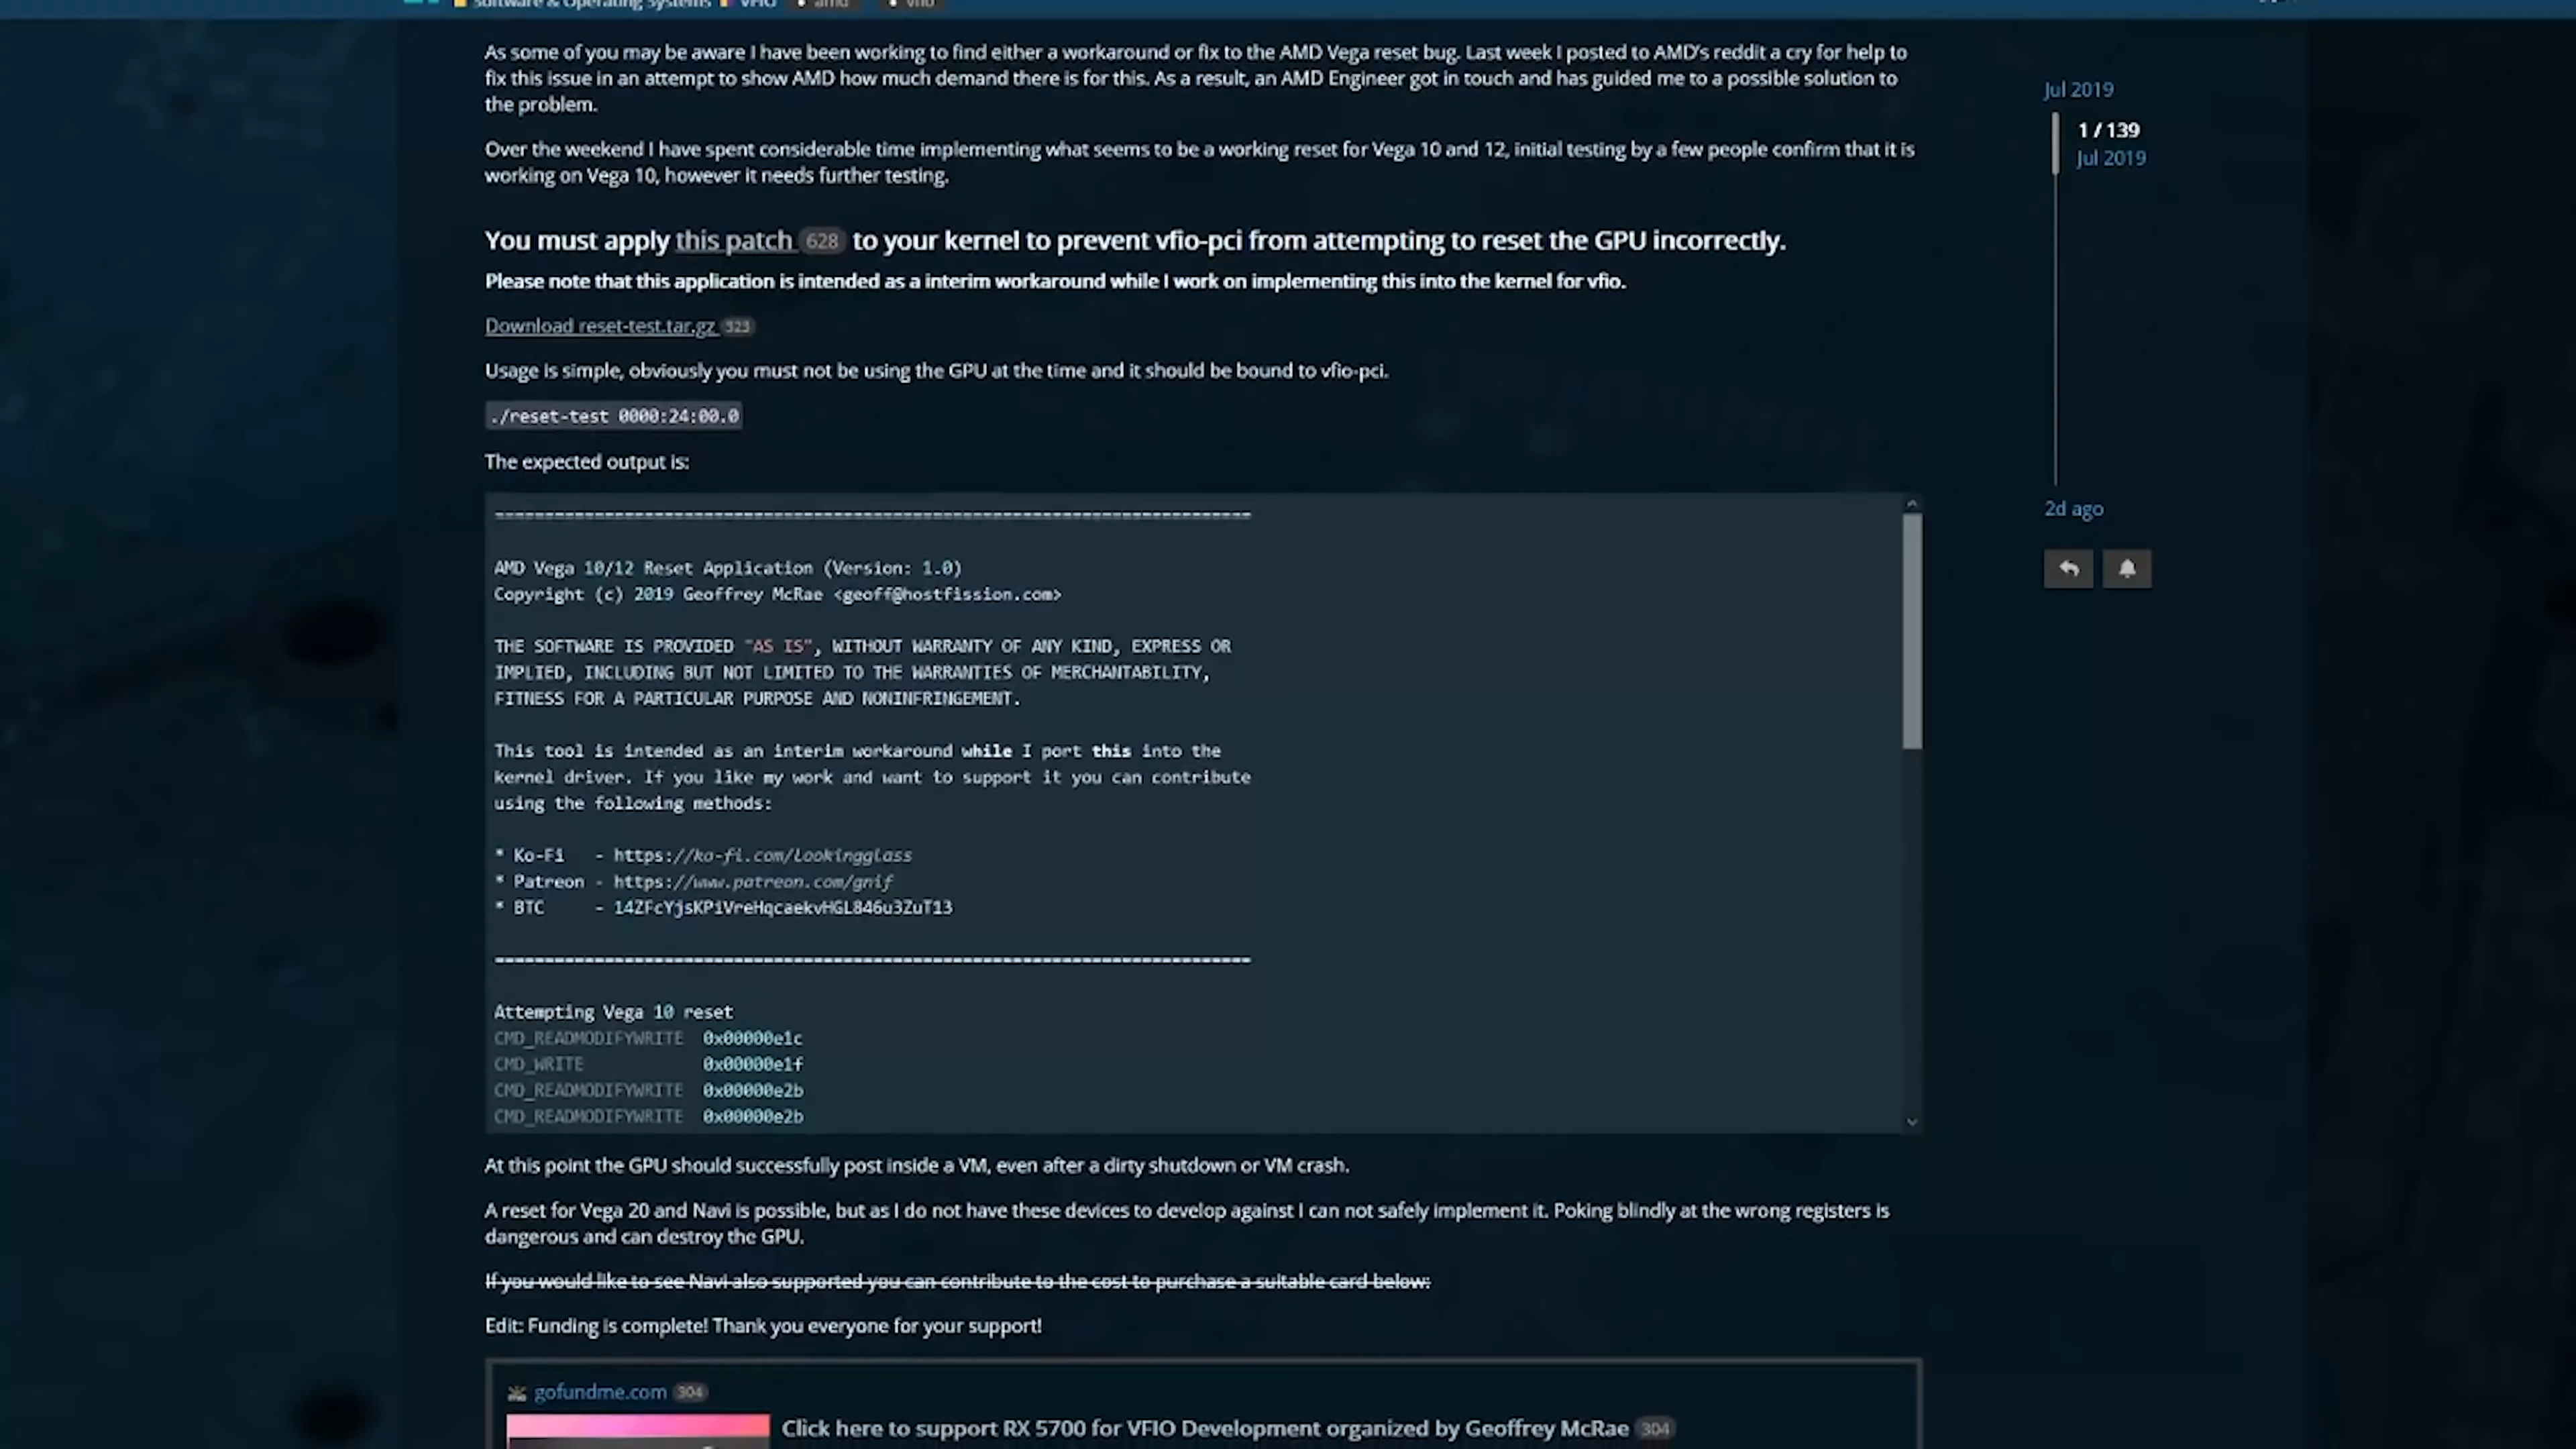 Software & Operating Systems VFIO amd vfio
As some of you may be aware I have been working to find either a workaround or fix to the AMD Vega reset bug. Last week I posted to AMD's reddit a cry for help to
fix this issue in an attempt to show AMD how much demand there is for this. As a result, an AMD Engineer got in touch and has guided me to a possible solution to
the problem.
Over the weekend I have spent considerable time implementing what seems to be a working reset for Vega 10 and 12, initial testing by a few people confirm that it is
working on Vega 10, however it needs further testing.
You must apply this patch 628 to your kernel to prevent vfio-pci from attempting to reset the GPU incorrectly.
Please note that this application is intended as a interim workaround while I work on implementing this into the kernel for vfio.
Download reset-test.tar.gz 323
Usage is simple, obviously you must not be using the GPU at the time and it should be bound to vfio-pci.
./reset-test 0000:24:00.0
The expected output is:
AMD Vega 10/12 Reset Application (Version: 1.0)
Copyright (c) 2019 Geoffrey McRae <geoff@hostfission.com>
THE SOFTWARE IS PROVIDED "AS IS", WITHOUT WARRANTY OF ANY KIND, EXPRESS OR
IMPLIED, INCLUDING BUT NOT LIMITED TO THE WARRANTIES OF MERCHANTABILITY,
FITNESS FOR A PARTICULAR PURPOSE AND NONINFRINGEMENT.
This tool is intended as an interim workaround while I port this into the
kernel driver. If you like my work and want to support it you can contribute
using the following methods:
* Ko-Fi - https://ko-fi.com/lookingglass
* Patreon - https://www.patreon.com/gnif
* BTC - 14ZFcYjsKPiVreHqcaekvHGL846u3ZuT13
Attempting Vega 10 reset
CMD_READMODIFYWRITE 0x00000e1c
CMD_WRITE 0x00000e1f
CMD_READMODIFYWRITE 0x00000e2b
CMD_READMODIFYWRITE 0x00000e2b
At this point the GPU should successfully post inside a VM, even after a dirty shutdown or VM crash.
A reset for Vega 20 and Navi is possible, but as I do not have these devices to develop against I can not safely implement it. Poking blindly at the wrong registers is
dangerous and can destroy the GPU.
If you would like to see Navi also supported you can contribute to the cost to purchase a suitable card below:
Edit: Funding is complete! Thank you everyone for your support!
gofundme.com 304
Click here to support RX 5700 for VFIO Development organized by Geoffrey McRae 304
Jul 2019
1 / 139
Jul 2019
2d ago